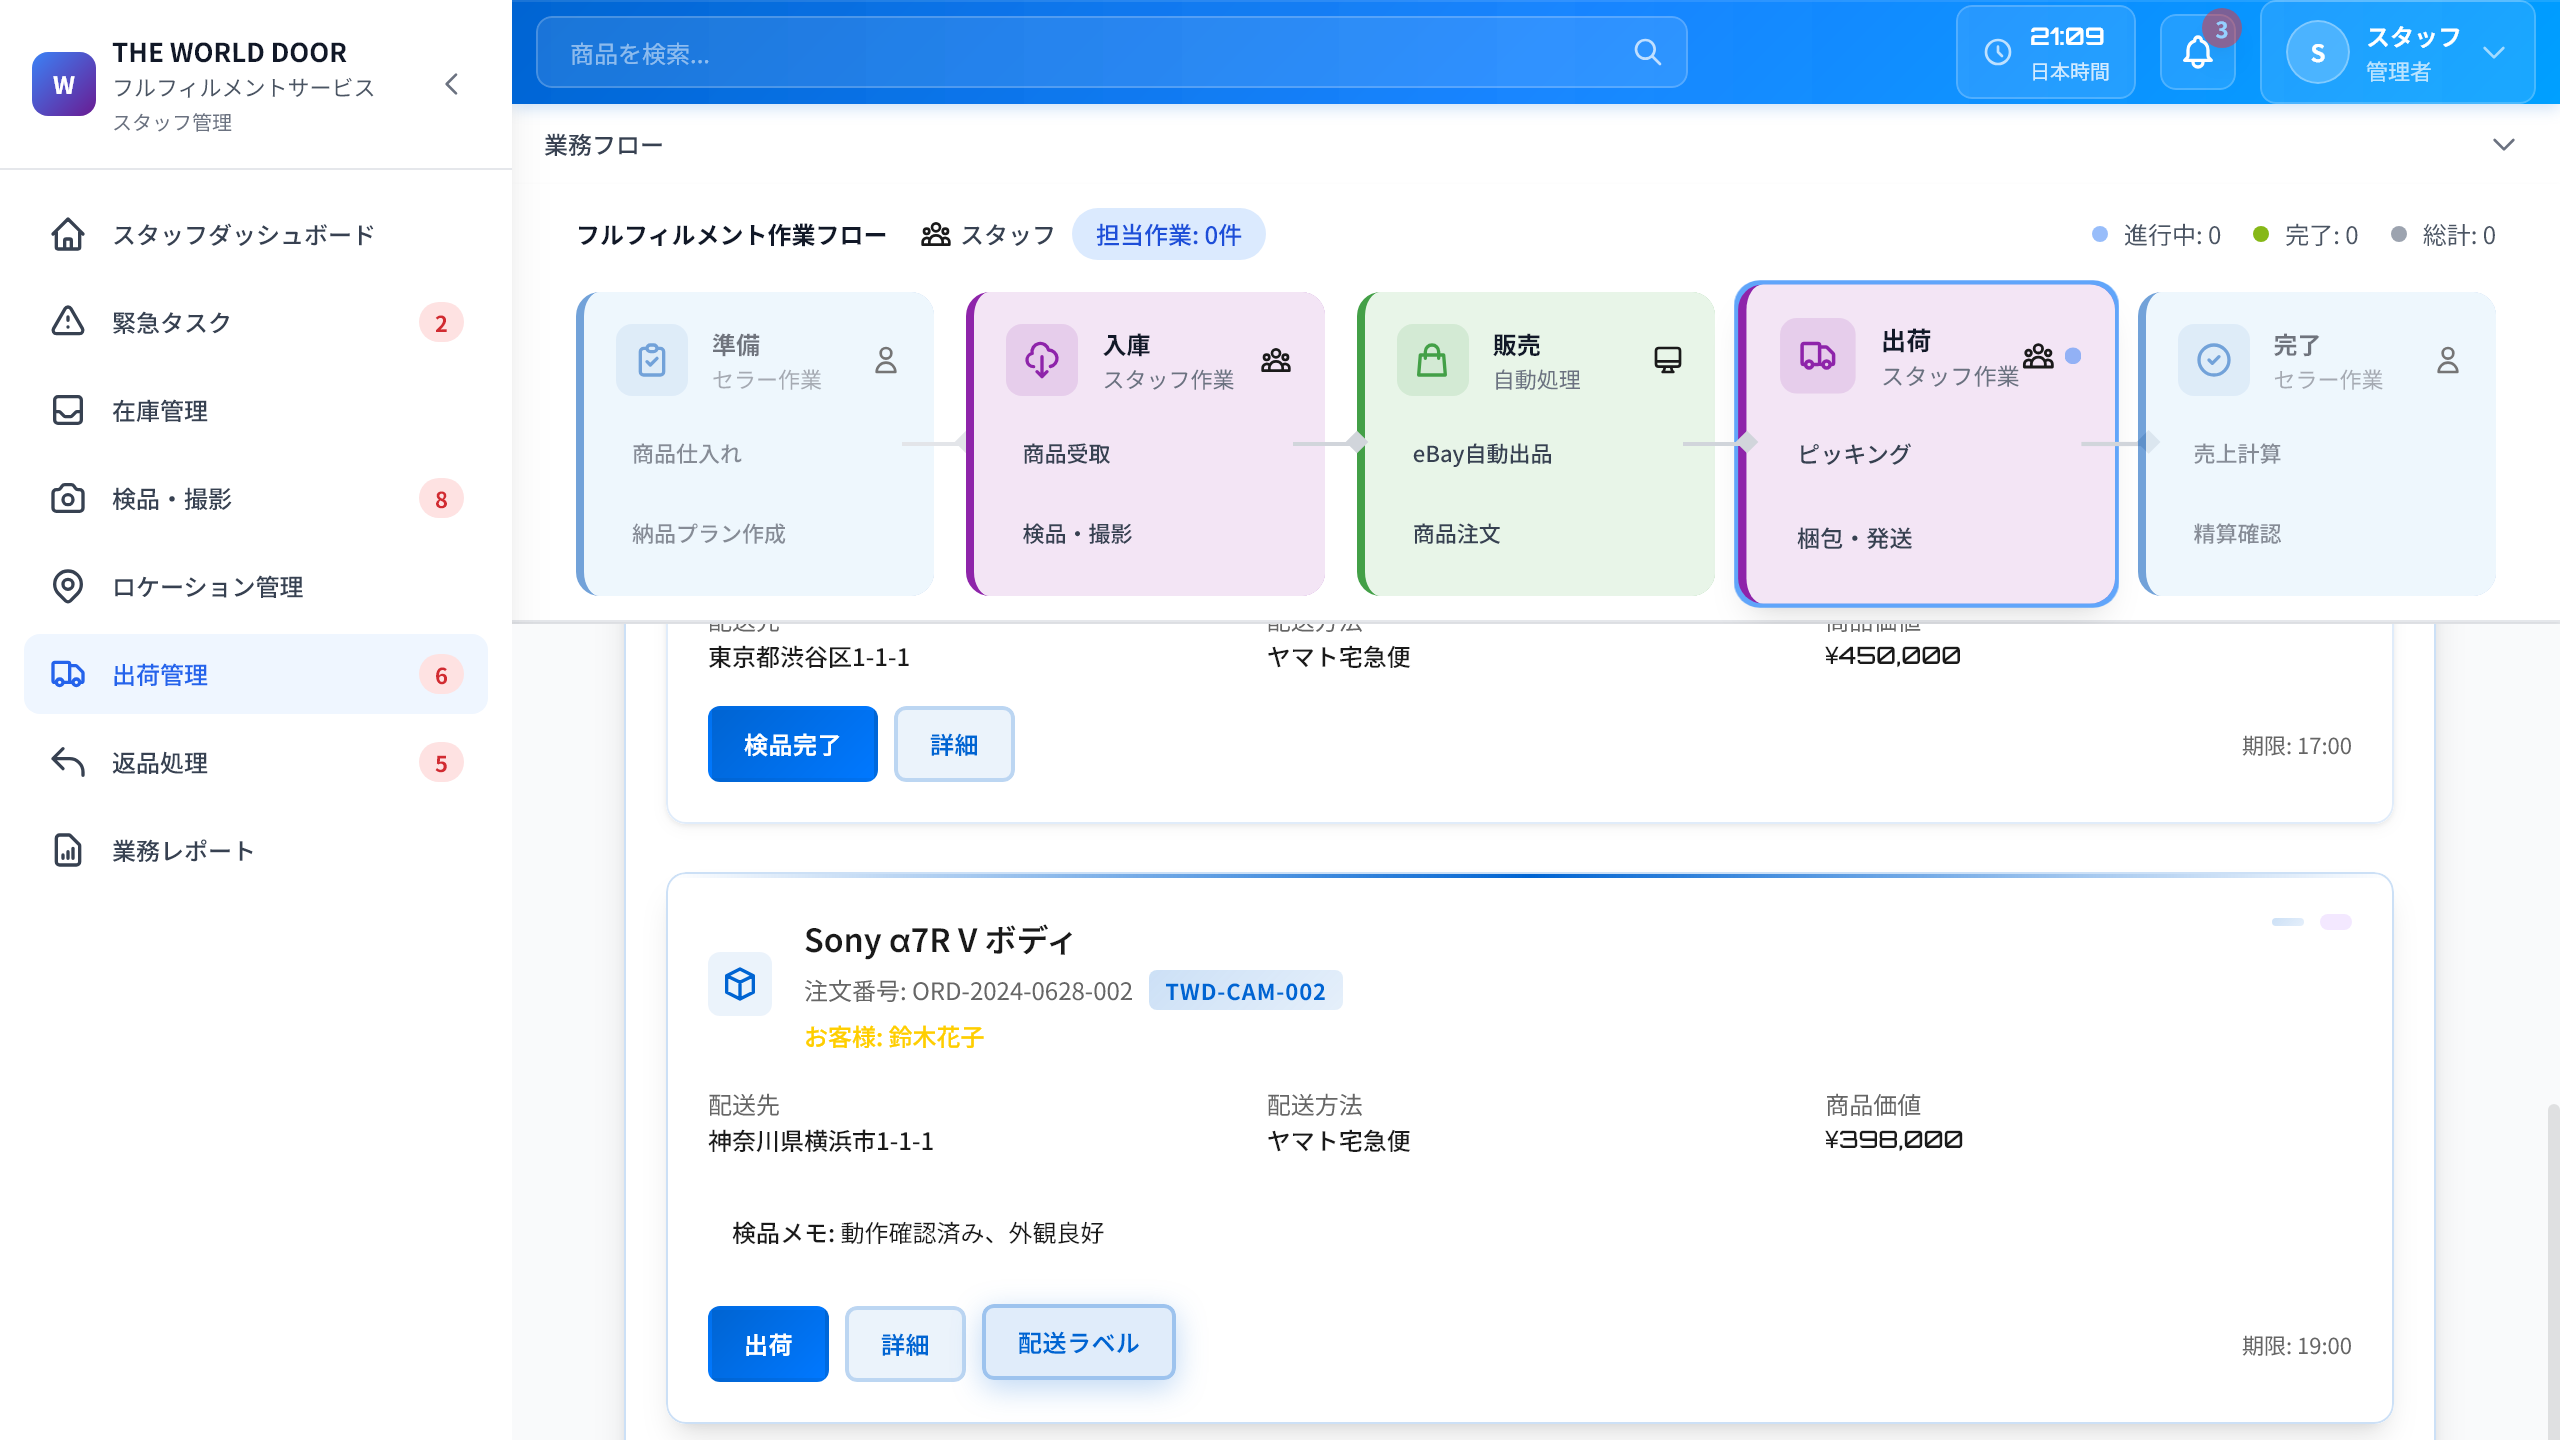 W
THE WORLD DOOR
フルフィルメントサービス
スタッフ管理
スタッフダッシュボード
緊急タスク
2
在庫管理
検品・撮影
8
ロケーション管理
出荷管理
6
返品処理
5
業務レポート
商品を検索...
21:09
日本時間
3
S
スタッフ
管理者
業務フロー
フルフィルメント作業フロー
スタッフ
担当作業: 0件
進行中: 0
完了: 0
総計: 0
準備
セラー作業
商品仕入れ
納品プラン作成
入庫
スタッフ作業
商品受取
検品・撮影
販売
自動処理
eBay自動出品
商品注文
出荷
スタッフ作業
ピッキング
梱包・発送
完了
セラー作業
売上計算
精算確認
配送先
配送方法
商品価値
東京都渋谷区1-1-1
ヤマト宅急便
¥450,000
検品完了
詳細
期限: 17:00
Sony α7R V ボディ
注文番号: ORD-2024-0628-002
TWD-CAM-002
お客様: 鈴木花子
配送先
配送方法
商品価値
神奈川県横浜市1-1-1
ヤマト宅急便
¥398,000
検品メモ: 動作確認済み、外観良好
出荷
詳細
配送ラベル
期限: 19:00